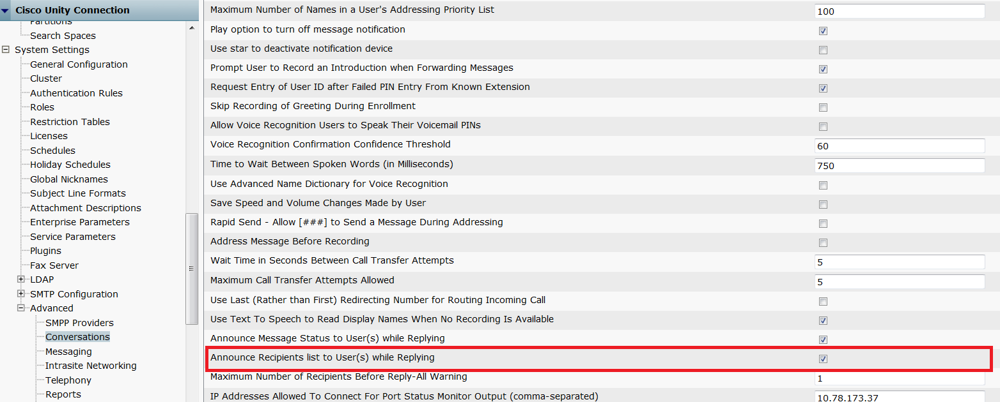 Cisco Unity Connection
Partitions
Search Spaces
System Settings
General Configuration
Cluster
Authentication Rules
Roles
Restriction Tables
Licenses
Schedules
Holiday Schedules
Global Nicknames
Subject Line Formats
Attachment Descriptions
Enterprise Parameters
Service Parameters
Plugins
Fax Server
LDAP
SMTP Configuration
Advanced
SMPP Providers
Conversations
Messaging
Intrasite Networking
Telephony
Reports
Maximum Number of Names in a User's Addressing Priority List 100
Play option to turn off message notification
Use star to deactivate notification device
Prompt User to Record an Introduction when Forwarding Messages
Request Entry of User ID after Failed PIN Entry From Known Extension
Skip Recording of Greeting During Enrollment
Allow Voice Recognition Users to Speak Their Voicemail PINs
Voice Recognition Confirmation Confidence Threshold 60
Time to Wait Between Spoken Words (in Milliseconds) 750
Use Advanced Name Dictionary for Voice Recognition
Save Speed and Volume Changes Made by User
Rapid Send - Allow [###] to Send a Message During Addressing
Address Message Before Recording
Wait Time in Seconds Between Call Transfer Attempts 5
Maximum Call Transfer Attempts Allowed 5
Use Last (Rather than First) Redirecting Number for Routing Incoming Call
Use Text To Speech to Read Display Names When No Recording Is Available
Announce Message Status to User(s) while Replying
Announce Recipients list to User(s) while Replying
Maximum Number of Recipients Before Reply-All Warning 1
IP Addresses Allowed To Connect For Port Status Monitor Output (comma-separated) 10.78.173.37